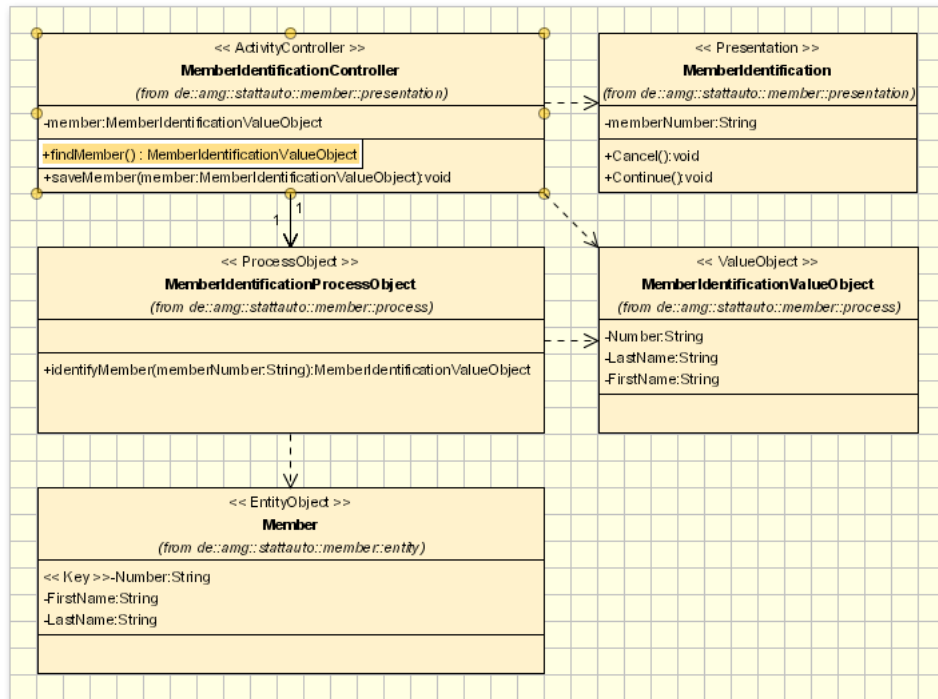 << ActivityController >>
MemberIdentificationController
(from de::amg::stattauto::member::presentation)
-member:MemberIdentificationValueObject
+findMember() : MemberIdentificationValueObject
+saveMember(member:MemberIdentificationValueObject):void
<< Presentation >>
MemberIdentification
(from de::amg::stattauto::member::presentation)
-memberNumber:String
+Cancel():void
+Continue():void
1
1
<< ProcessObject >>
MemberIdentificationProcessObject
(from de::amg::stattauto::member::process)
+identifyMember(memberNumber:String):MemberIdentificationValueObject
<< ValueObject >>
MemberIdentificationValueObject
(from de::amg::stattauto::member::process)
-Number:String
-LastName:String
-FirstName:String
<< EntityObject >>
Member
(from de::amg::stattauto::member::entity)
<< Key >>-Number:String
-FirstName:String
-LastName:String